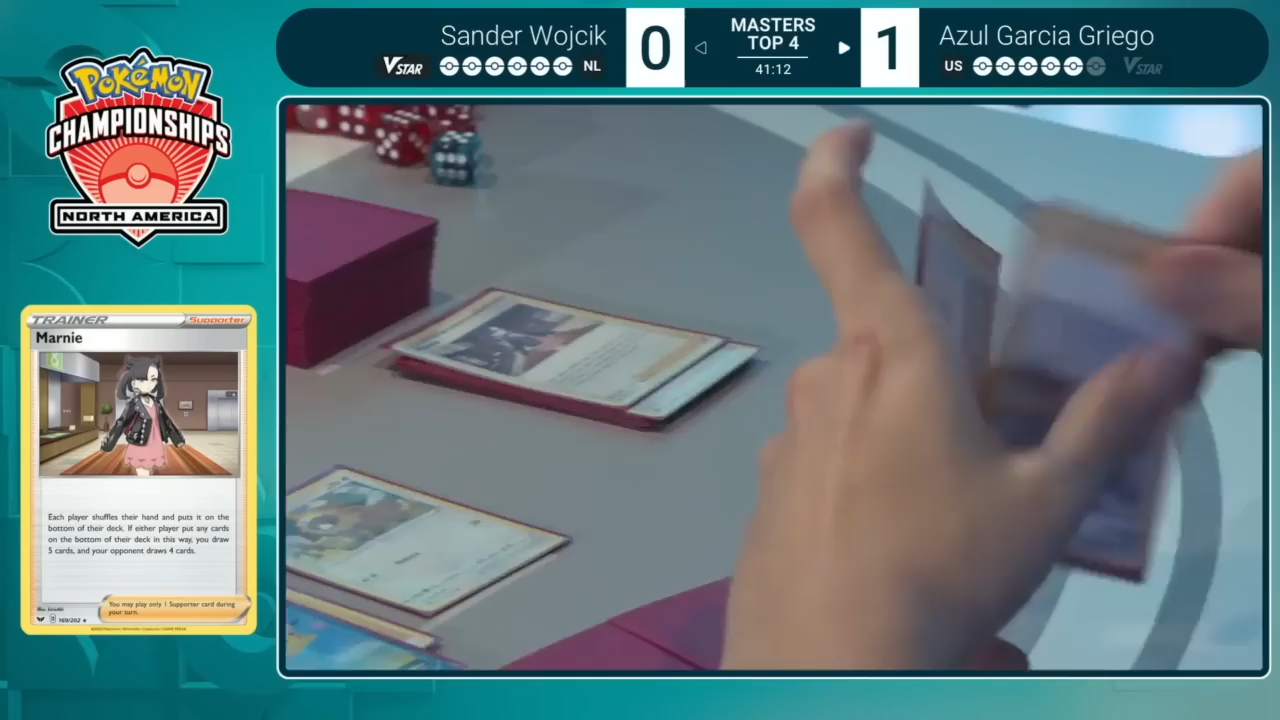 Sander Wojcik
0
MASTERS
TOP 4
41:12
1
Azul Garcia Griego
VSTAR
NL
US
VSTAR
Pokémon
CHAMPIONSHIPS
NORTH AMERICA
TRAINER
Supporter
Marnie
Each player shuffles their hand and puts it on the
bottom of their deck. If either player put any cards
on the bottom of their deck in this way, you draw
5 cards, and your opponent draws 4 cards.
You may play only 1 Supporter card during
your turn.
169/202